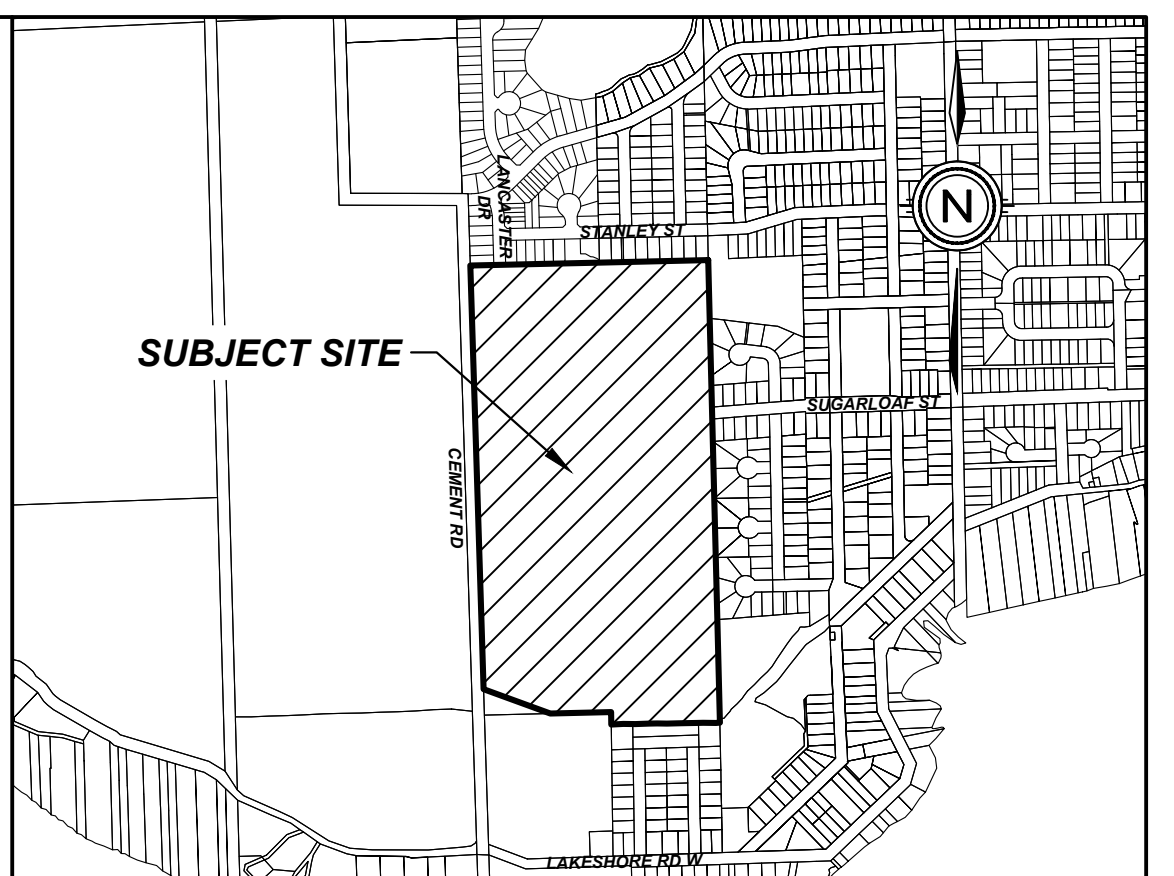 LANCASTER
DR
N
STANLEY ST
SUBJECT SITE
SUGARLOAF ST
CEMENT RD
LAKESHORE RD W